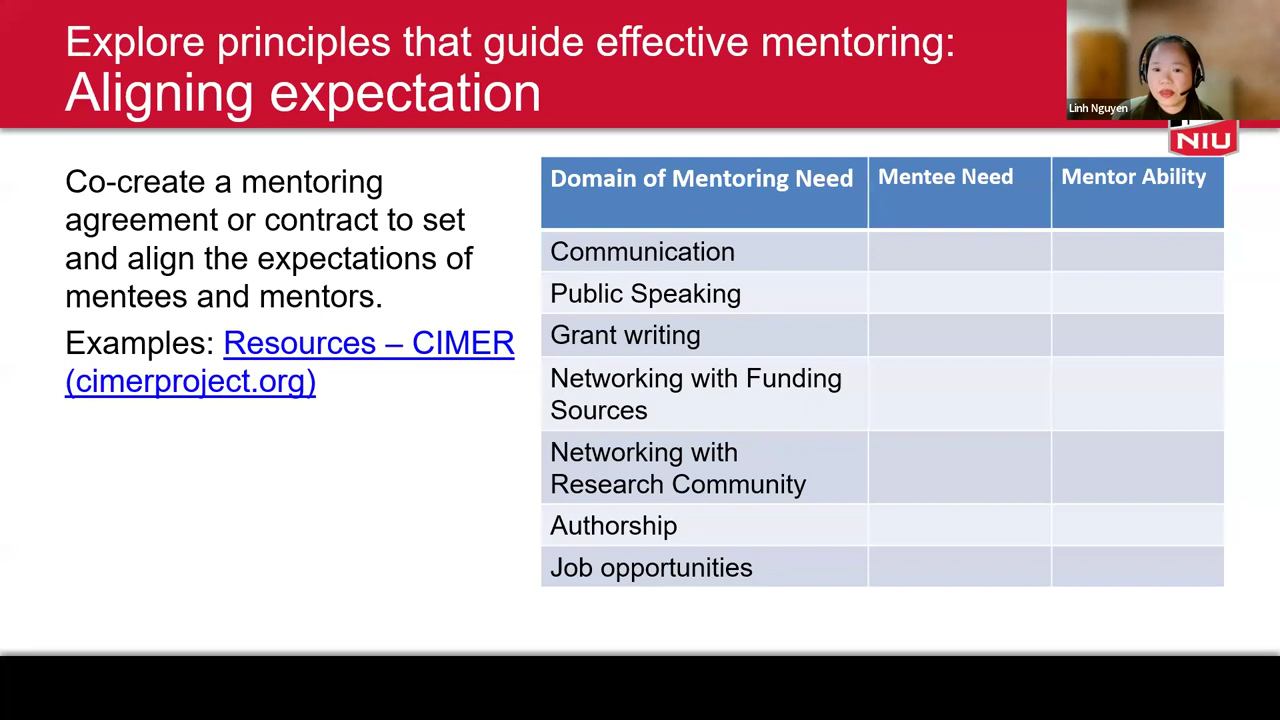 Explore principles that guide effective mentoring:
Aligning expectation
Linh Nguyen
NIU
Co-create a mentoring
agreement or contract to set
and align the expectations of
mentees and mentors.
Examples: Resources – CIMER
(cimerproject.org)
Domain of Mentoring Need Mentee Need Mentor Ability
Communication
Public Speaking
Grant writing
Networking with Funding
Sources
Networking with
Research Community
Authorship
Job opportunities